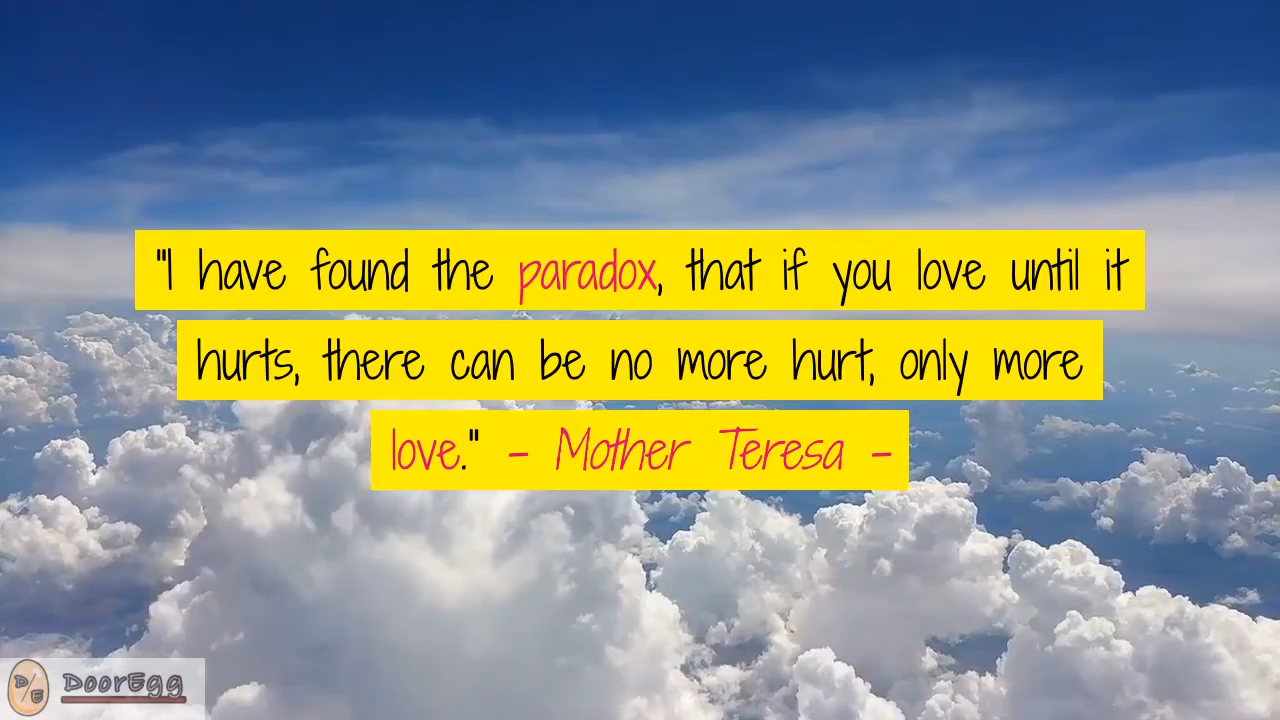 "I have found the paradox, that if you love until it
hurts, there can be no more hurt, only more
love." - Mother Teresa -
D/E DoorEgg